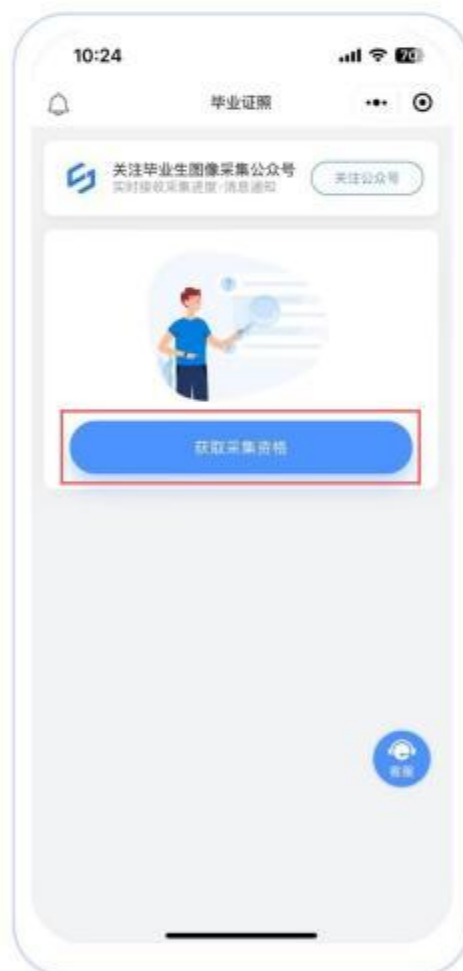 10:24
70
毕业证照
关注毕业生图像采集公众号
实时接收采集进度·消息通知
关注公众号
获取采集资格
客服